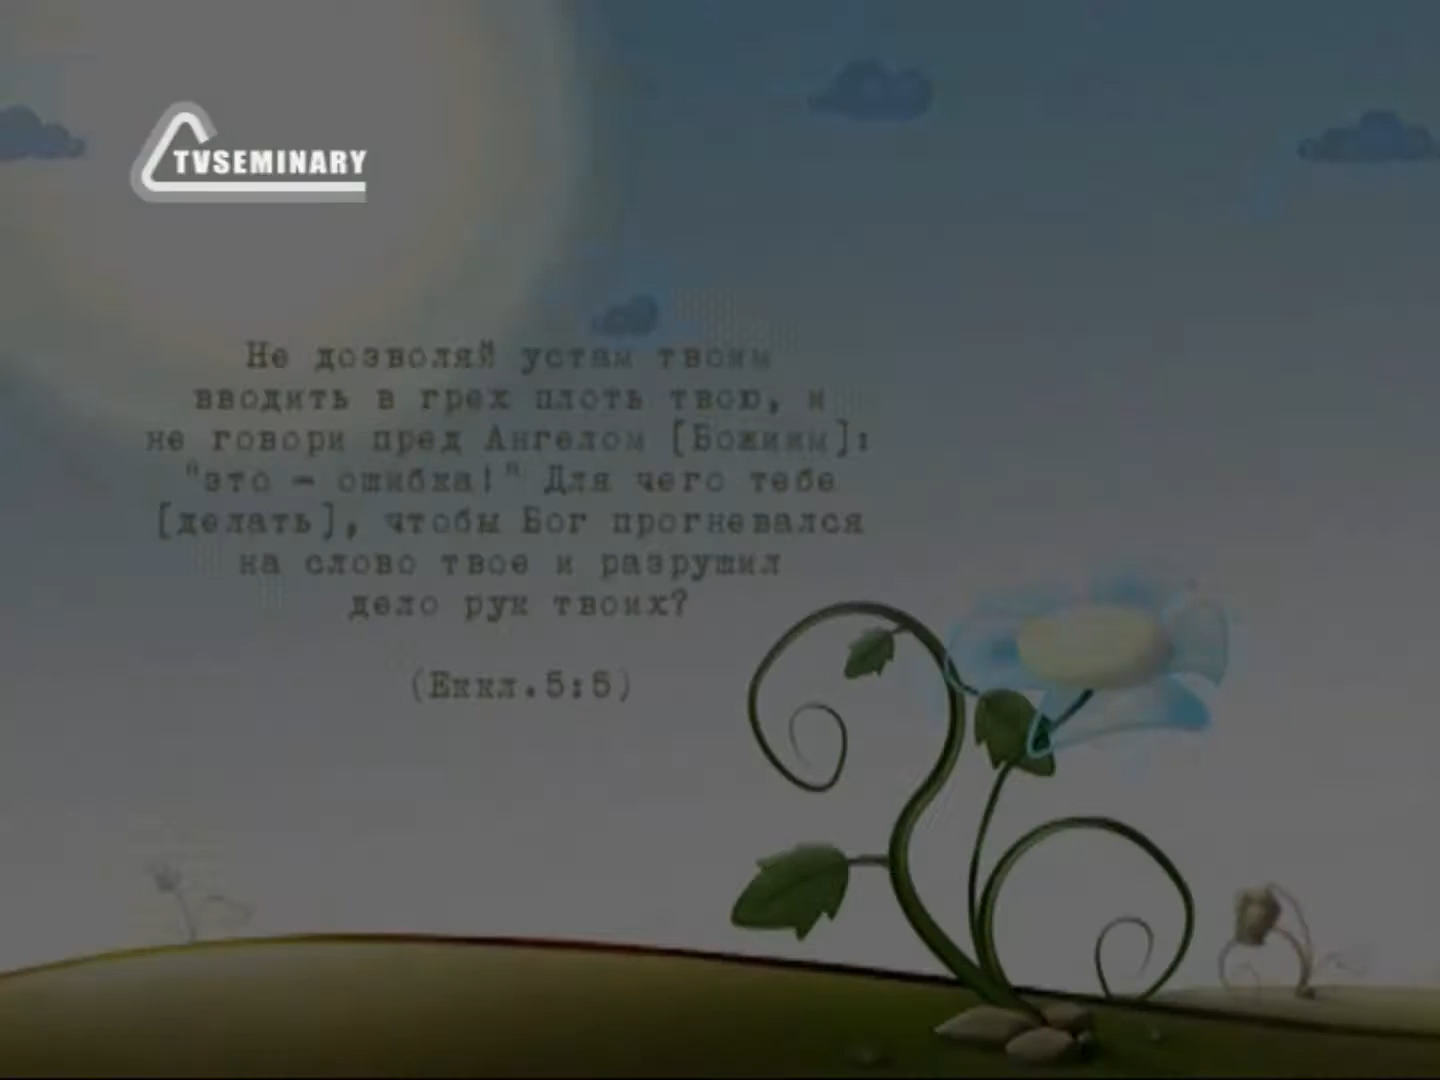 TVSEMINARY
Не дозволяй устам твоим
вводить в грех плоть твою, и
не говори пред Ангелом [Божиим]:
"это - ошибка!" Для чего тебе
[делать], чтобы Бог прогневался
на слово твое и разрушил
дело рук твоих?
(Еккл.5:5)